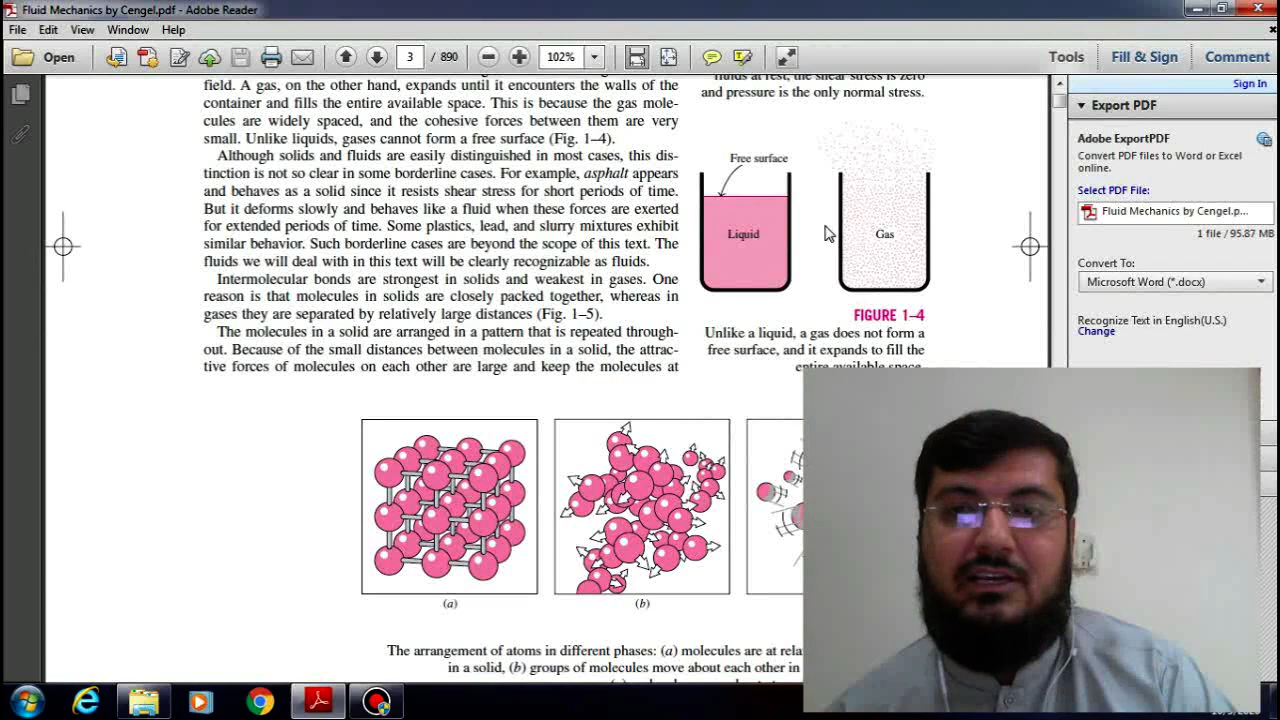 Fluid Mechanics by Cengel.pdf - Adobe Reader
File Edit View Window Help
Open
3 / 890
102%
Tools
Fill & Sign
Comment
field. A gas, on the other hand, expands until it encounters the walls of the
container and fills the entire available space. This is because the gas mole-
cules are widely spaced, and the cohesive forces between them are very
small. Unlike liquids, gases cannot form a free surface (Fig. 1–4).
Although solids and fluids are easily distinguished in most cases, this dis-
tinction is not so clear in some borderline cases. For example, asphalt appears
and behaves as a solid since it resists shear stress for short periods of time.
But it deforms slowly and behaves like a fluid when these forces are exerted
for extended periods of time. Some plastics, lead, and slurry mixtures exhibit
similar behavior. Such borderline cases are beyond the scope of this text. The
fluids we will deal with in this text will be clearly recognizable as fluids.
Intermolecular bonds are strongest in solids and weakest in gases. One
reason is that molecules in solids are closely packed together, whereas in
gases they are separated by relatively large distances (Fig. 1–5).
The molecules in a solid are arranged in a pattern that is repeated through-
out. Because of the small distances between molecules in a solid, the attrac-
tive forces of molecules on each other are large and keep the molecules at
fluids at rest, the shear stress is zero
and pressure is the only normal stress.
Free surface
Liquid
Gas
FIGURE 1–4
Unlike a liquid, a gas does not form a
free surface, and it expands to fill the
entire available space.
(a)
(b)
The arrangement of atoms in different phases: (a) molecules are at rela
in a solid, (b) groups of molecules move about each other in
Sign In
Export PDF
Adobe ExportPDF
Convert PDF files to Word or Excel
online.
Select PDF File:
Fluid Mechanics by Cengel.p...
1 file / 95.87 MB
Convert To:
Microsoft Word (*.docx)
Recognize Text in English(U.S.)
Change